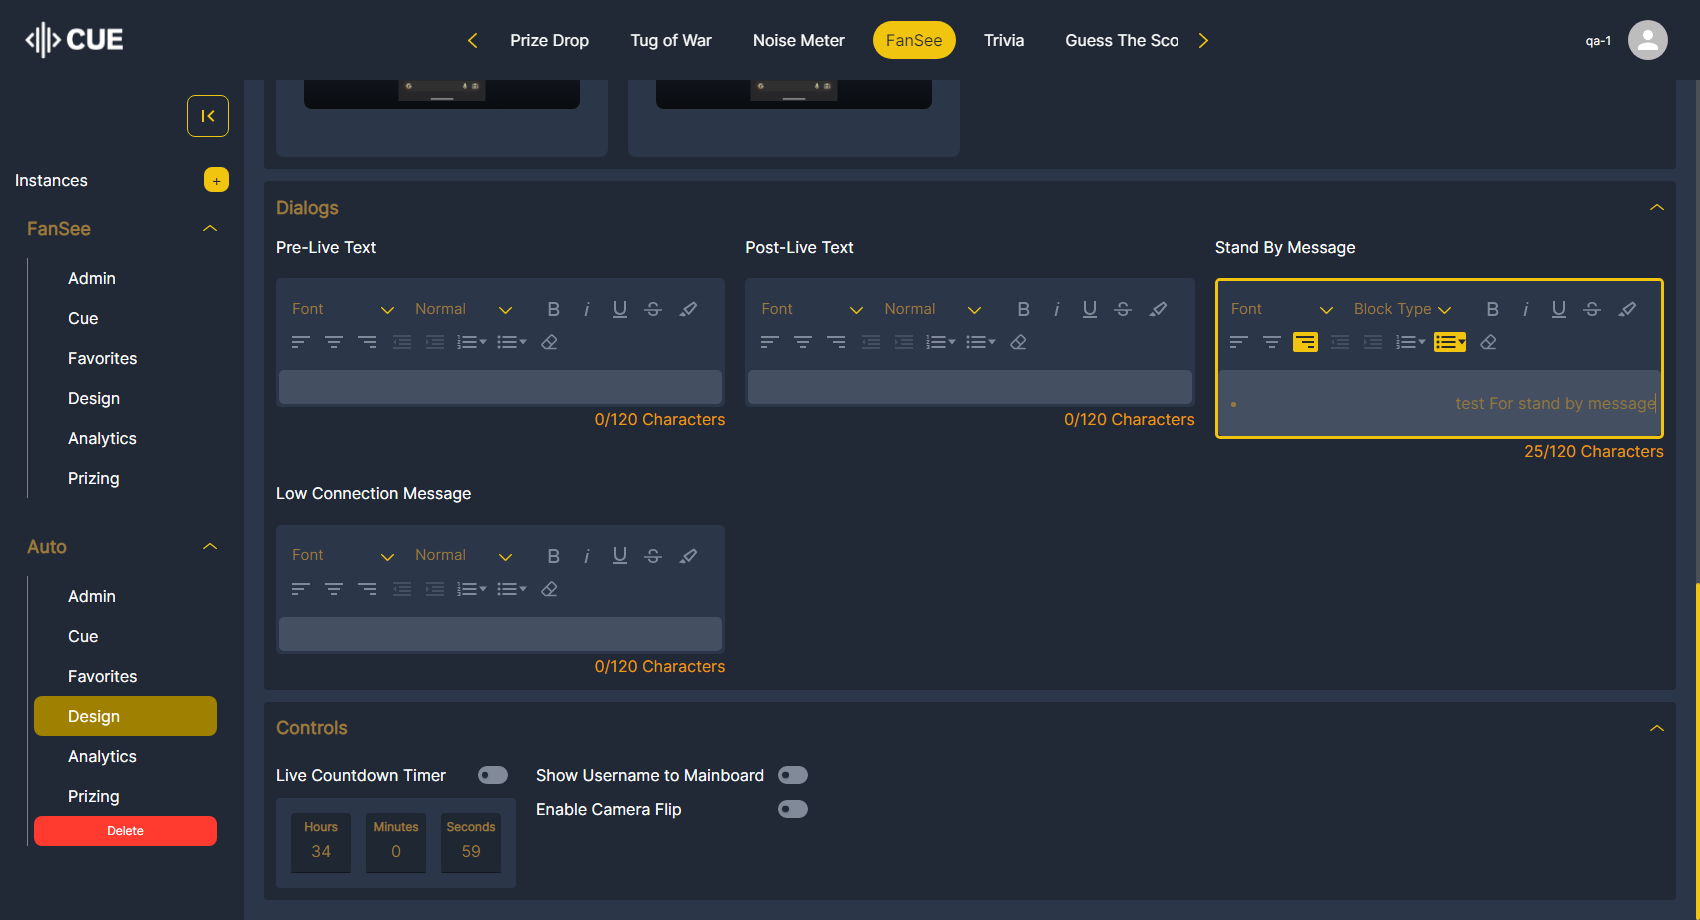 CUE
Prize Drop
Tug of War
Noise Meter
FanSee
Trivia
Guess The Sco
qa-1
Instances
+
FanSee
Admin
Cue
Favorites
Design
Analytics
Prizing
Auto
Admin
Cue
Favorites
Design
Analytics
Prizing
Delete
Dialogs
Pre-Live Text
Font
Normal
0/120 Characters
Post-Live Text
Font
Normal
0/120 Characters
Stand By Message
Font
Block Type
test For stand by message
25/120 Characters
Low Connection Message
Font
Normal
0/120 Characters
Controls
Live Countdown Timer
Hours
34
Minutes
0
Seconds
59
Show Username to Mainboard
Enable Camera Flip